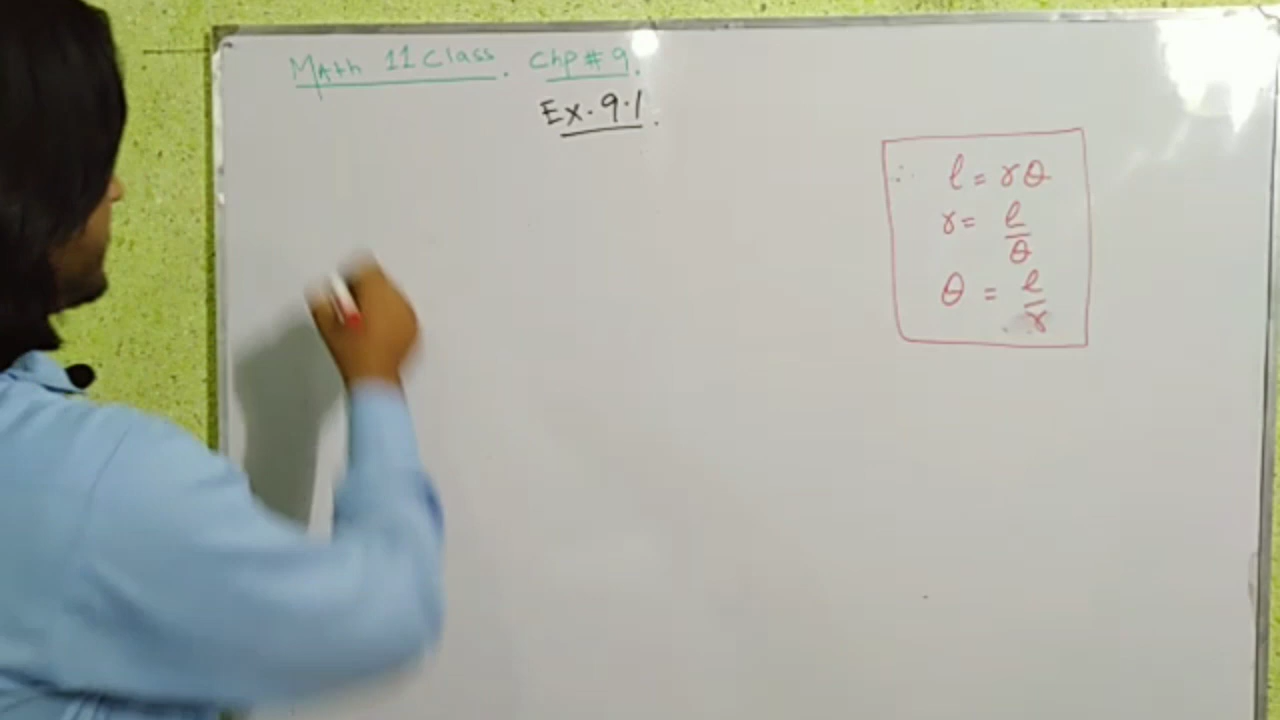 Math 11 Class. Chp # 9.
Ex. 9.1.
∴ l = rθ
r = l/θ
θ = l/r